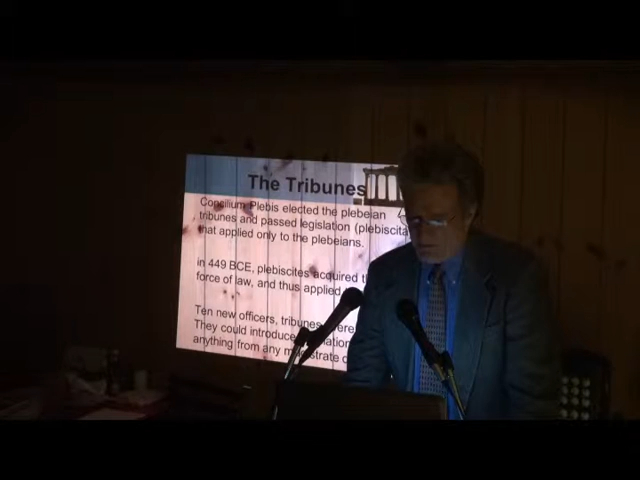 The Tribunes
Concilium Plebis elected the plebeian
tribunes and passed legislation (plebiscita
that applied only to the plebeians.
in 449 BCE, plebiscites acquired
force of law, and thus applied
Ten new officers, tribunes were
They could introduce
anything from any magistrate